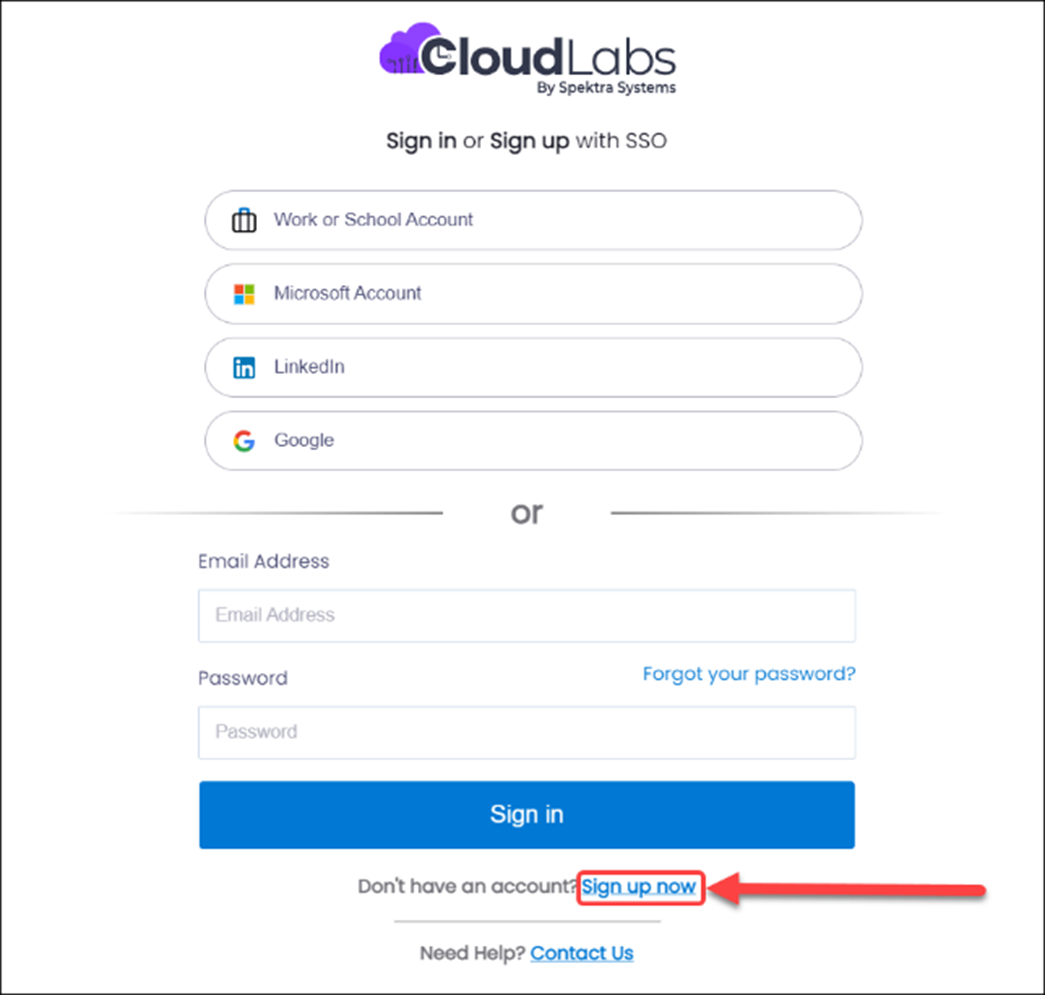 CloudLabs
By Spektra Systems
Sign in or Sign up with SSO
Work or School Account
Microsoft Account
LinkedIn
Google
or
Email Address
Email Address
Password Forgot your password?
Password
Sign in
Don't have an account? Sign up now
Need Help? Contact Us